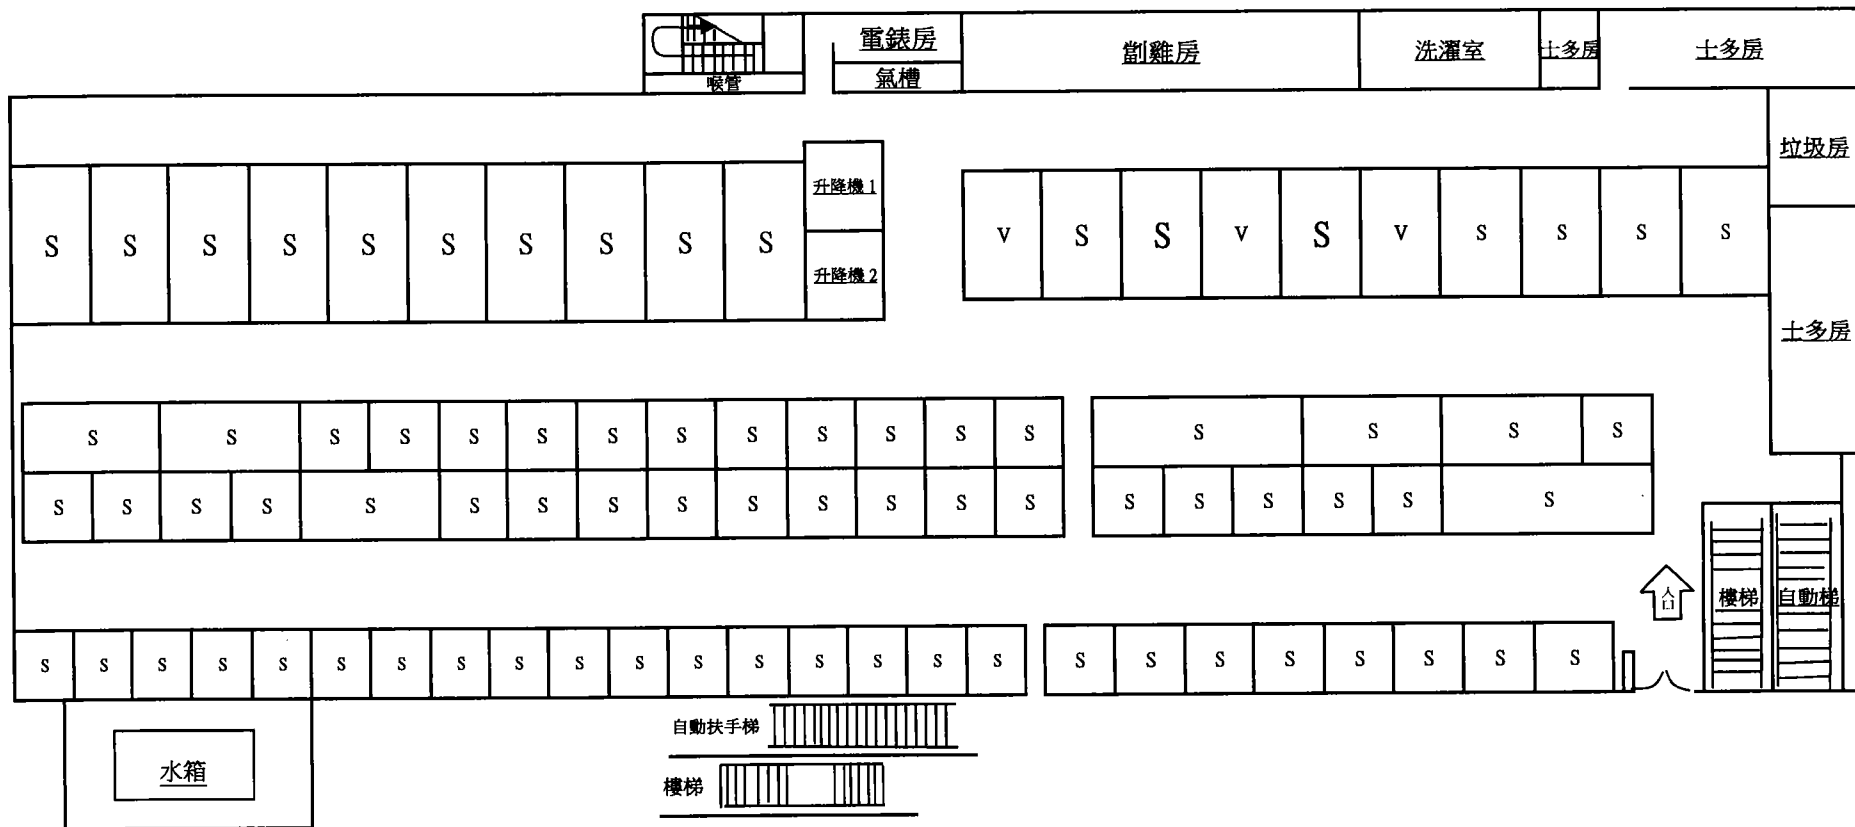 電錶房 劏雞房 洗濯室 士多房 士多房
氣槽
喉管
垃圾房
升降機 1
S S S S S S S S S S
V S S V S V S S S S
升降機 2
士多房
S S S S S S S S S S S S S
S S S S
S S S S S S S S S S S S S S
S S S S S S
入口
樓梯 自動梯
S S S S S S S S S S S S S S S S S
S S S S S S S S
自動扶手梯
水箱
樓梯